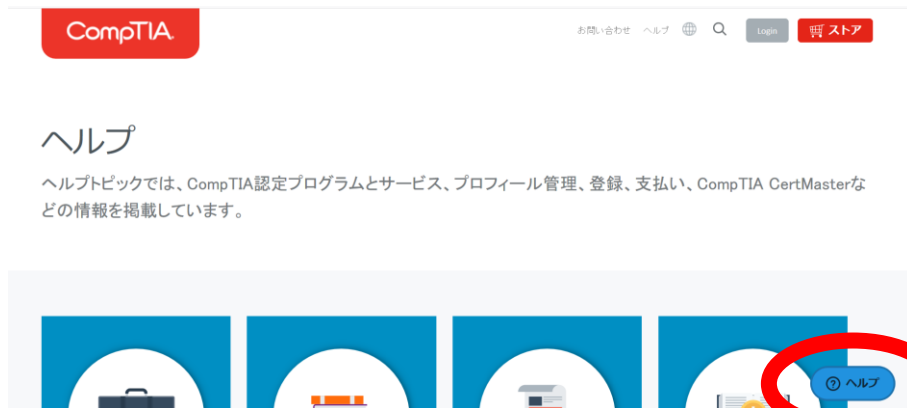 CompTIA.
お問い合わせ ヘルプ Login ストア
ヘルプ
ヘルプトピックでは、CompTIA認定プログラムとサービス、プロフィール管理、登録、支払い、CompTIA CertMasterな
どの情報を掲載しています。
? ヘルプ